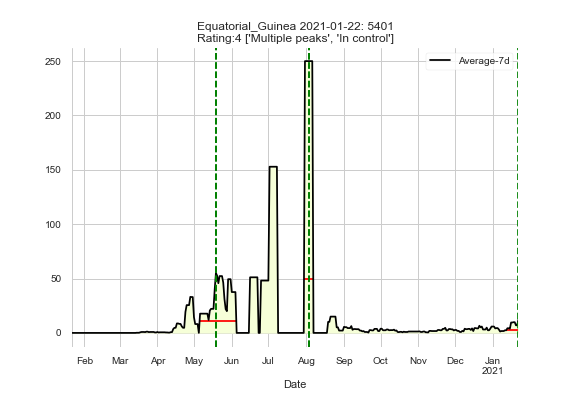 Equatorial_Guinea 2021-01-22: 5401
Rating:4 ['Multiple peaks', 'In control']
Average-7d
250
200
150
100
50
0
Feb Mar Apr May Jun Jul Aug Sep Oct Nov Dec Jan
2021
Date